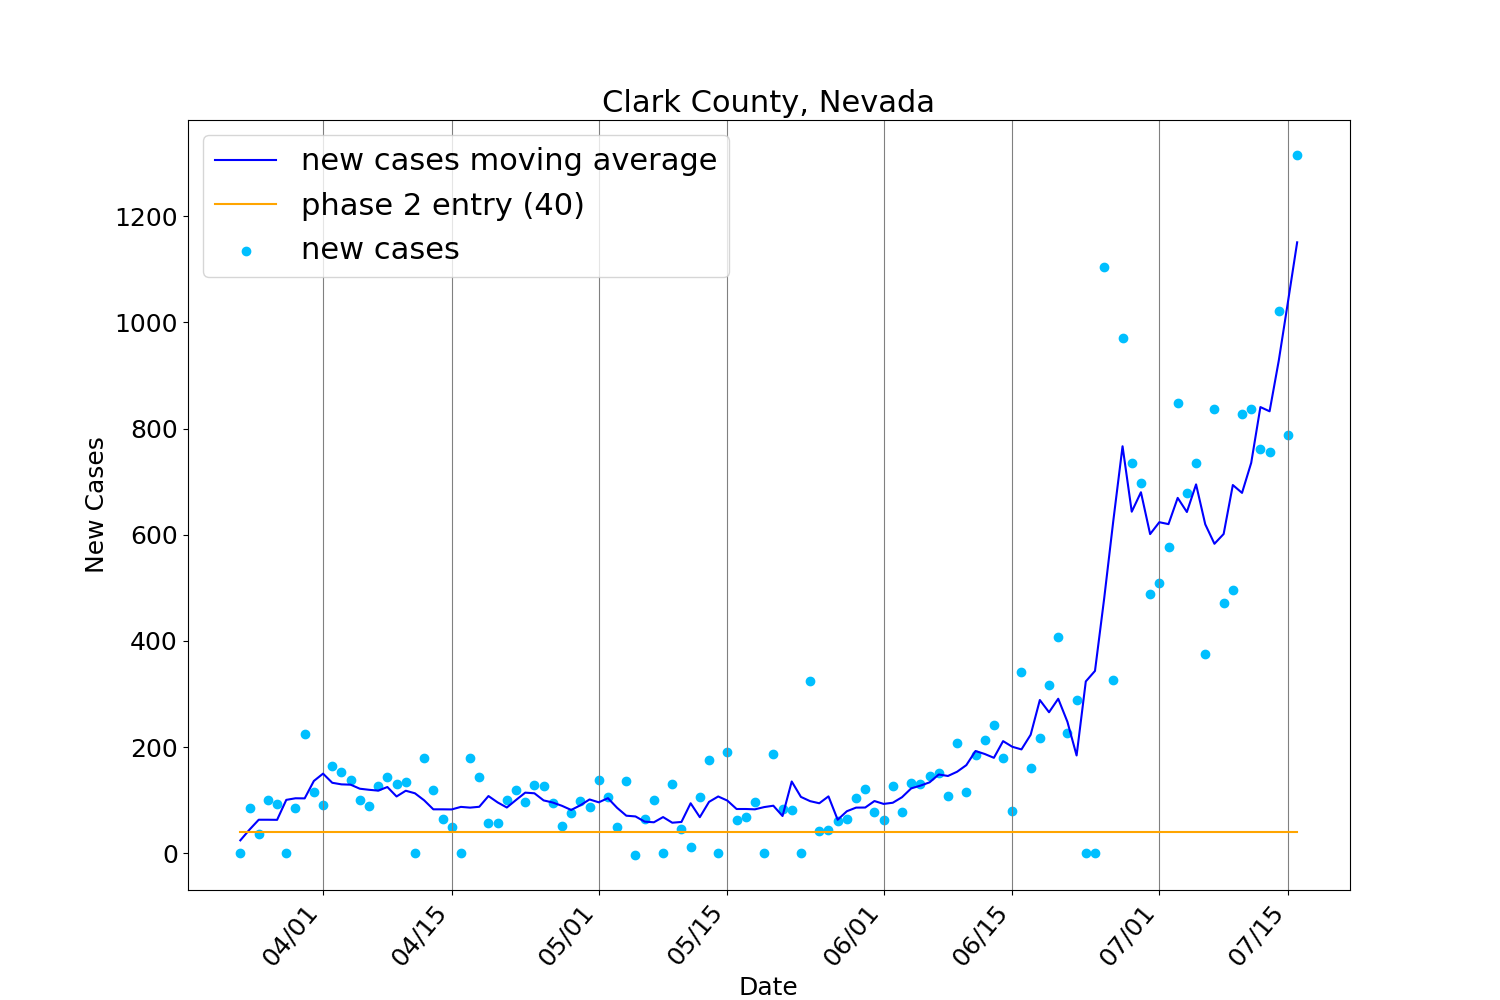 Clark County, Nevada
new cases moving average
phase 2 entry (40)
new cases
New Cases
1200
1000
800
600
400
200
0
04/01
04/15
05/01
05/15
06/01
06/15
07/01
07/15
Date